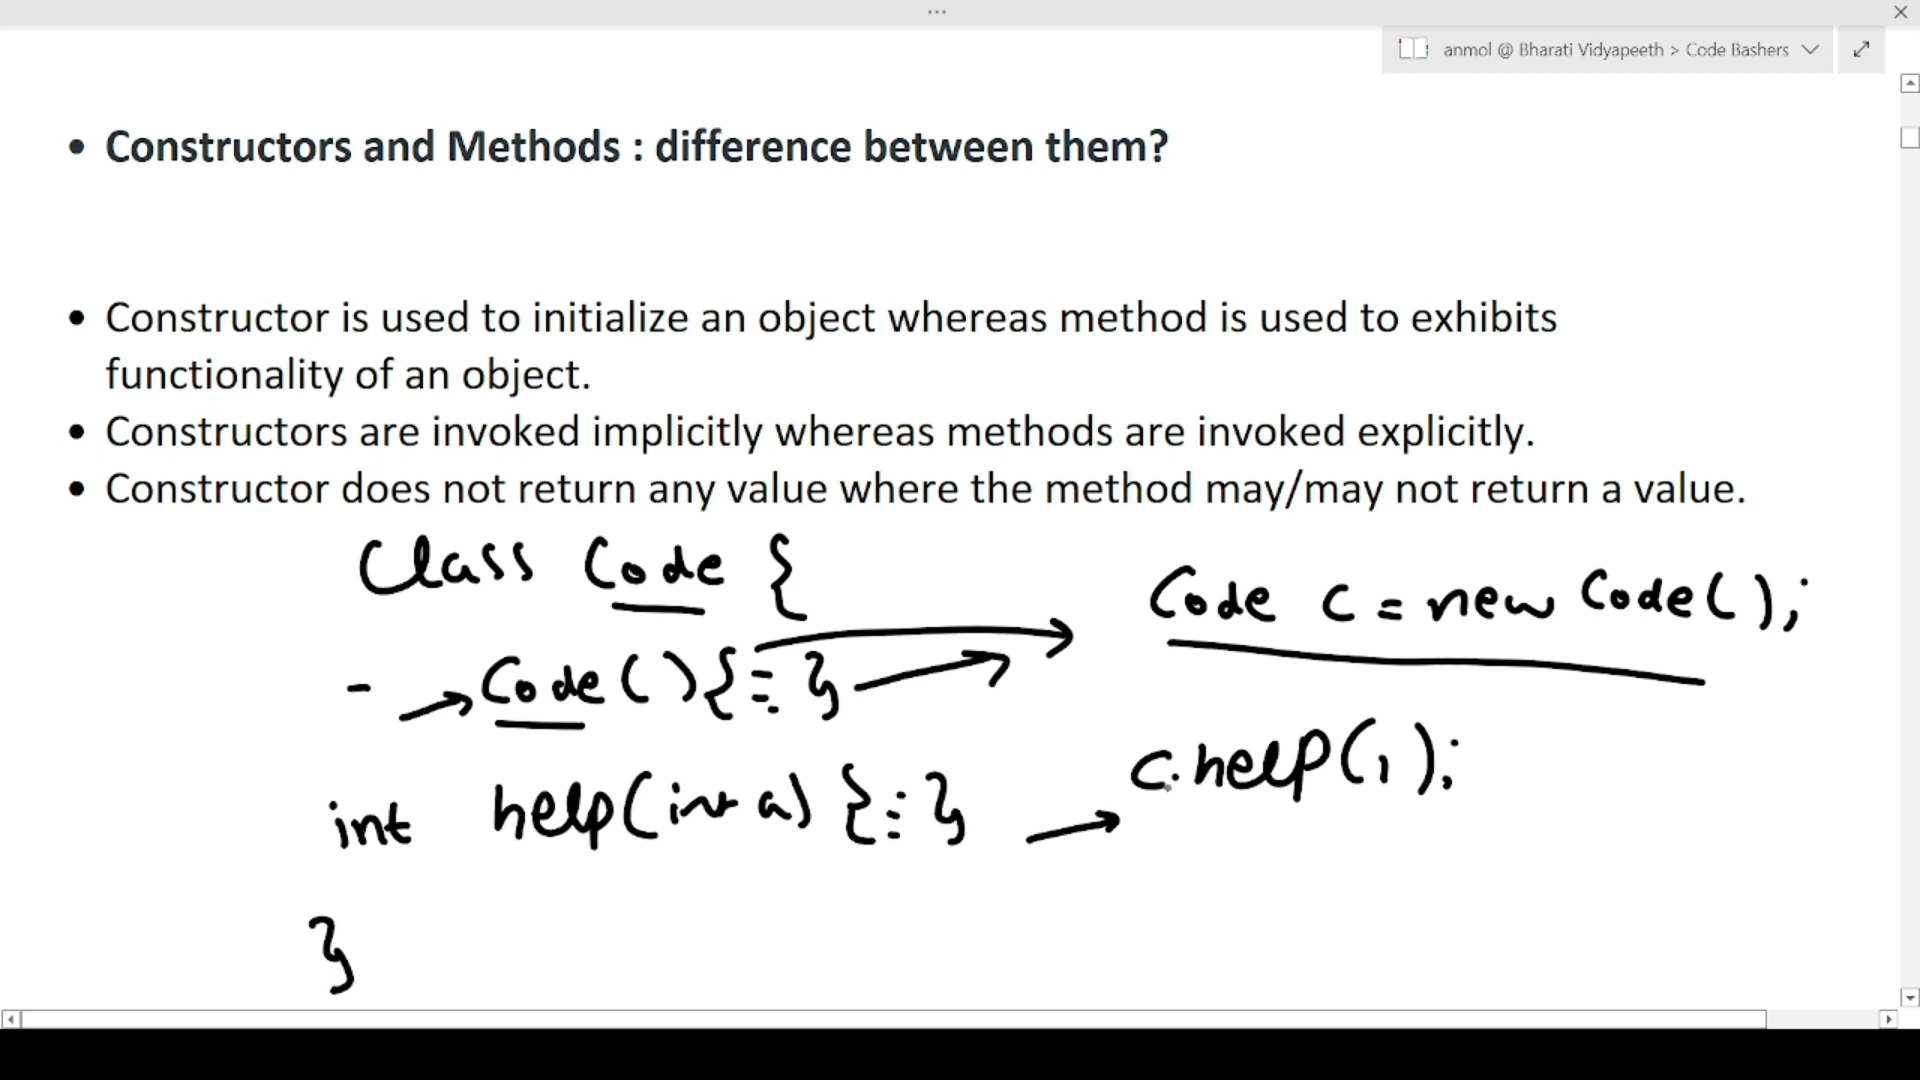 anmol @ Bharati Vidyapeeth > Code Bashers
• Constructors and Methods : difference between them?
• Constructor is used to initialize an object whereas method is used to exhibits
functionality of an object.
• Constructors are invoked implicitly whereas methods are invoked explicitly.
• Constructor does not return any value where the method may/may not return a value.
Class Code {
Code c = new Code();
- → Code() { }
c.help(1);
int help(int a) { }
}